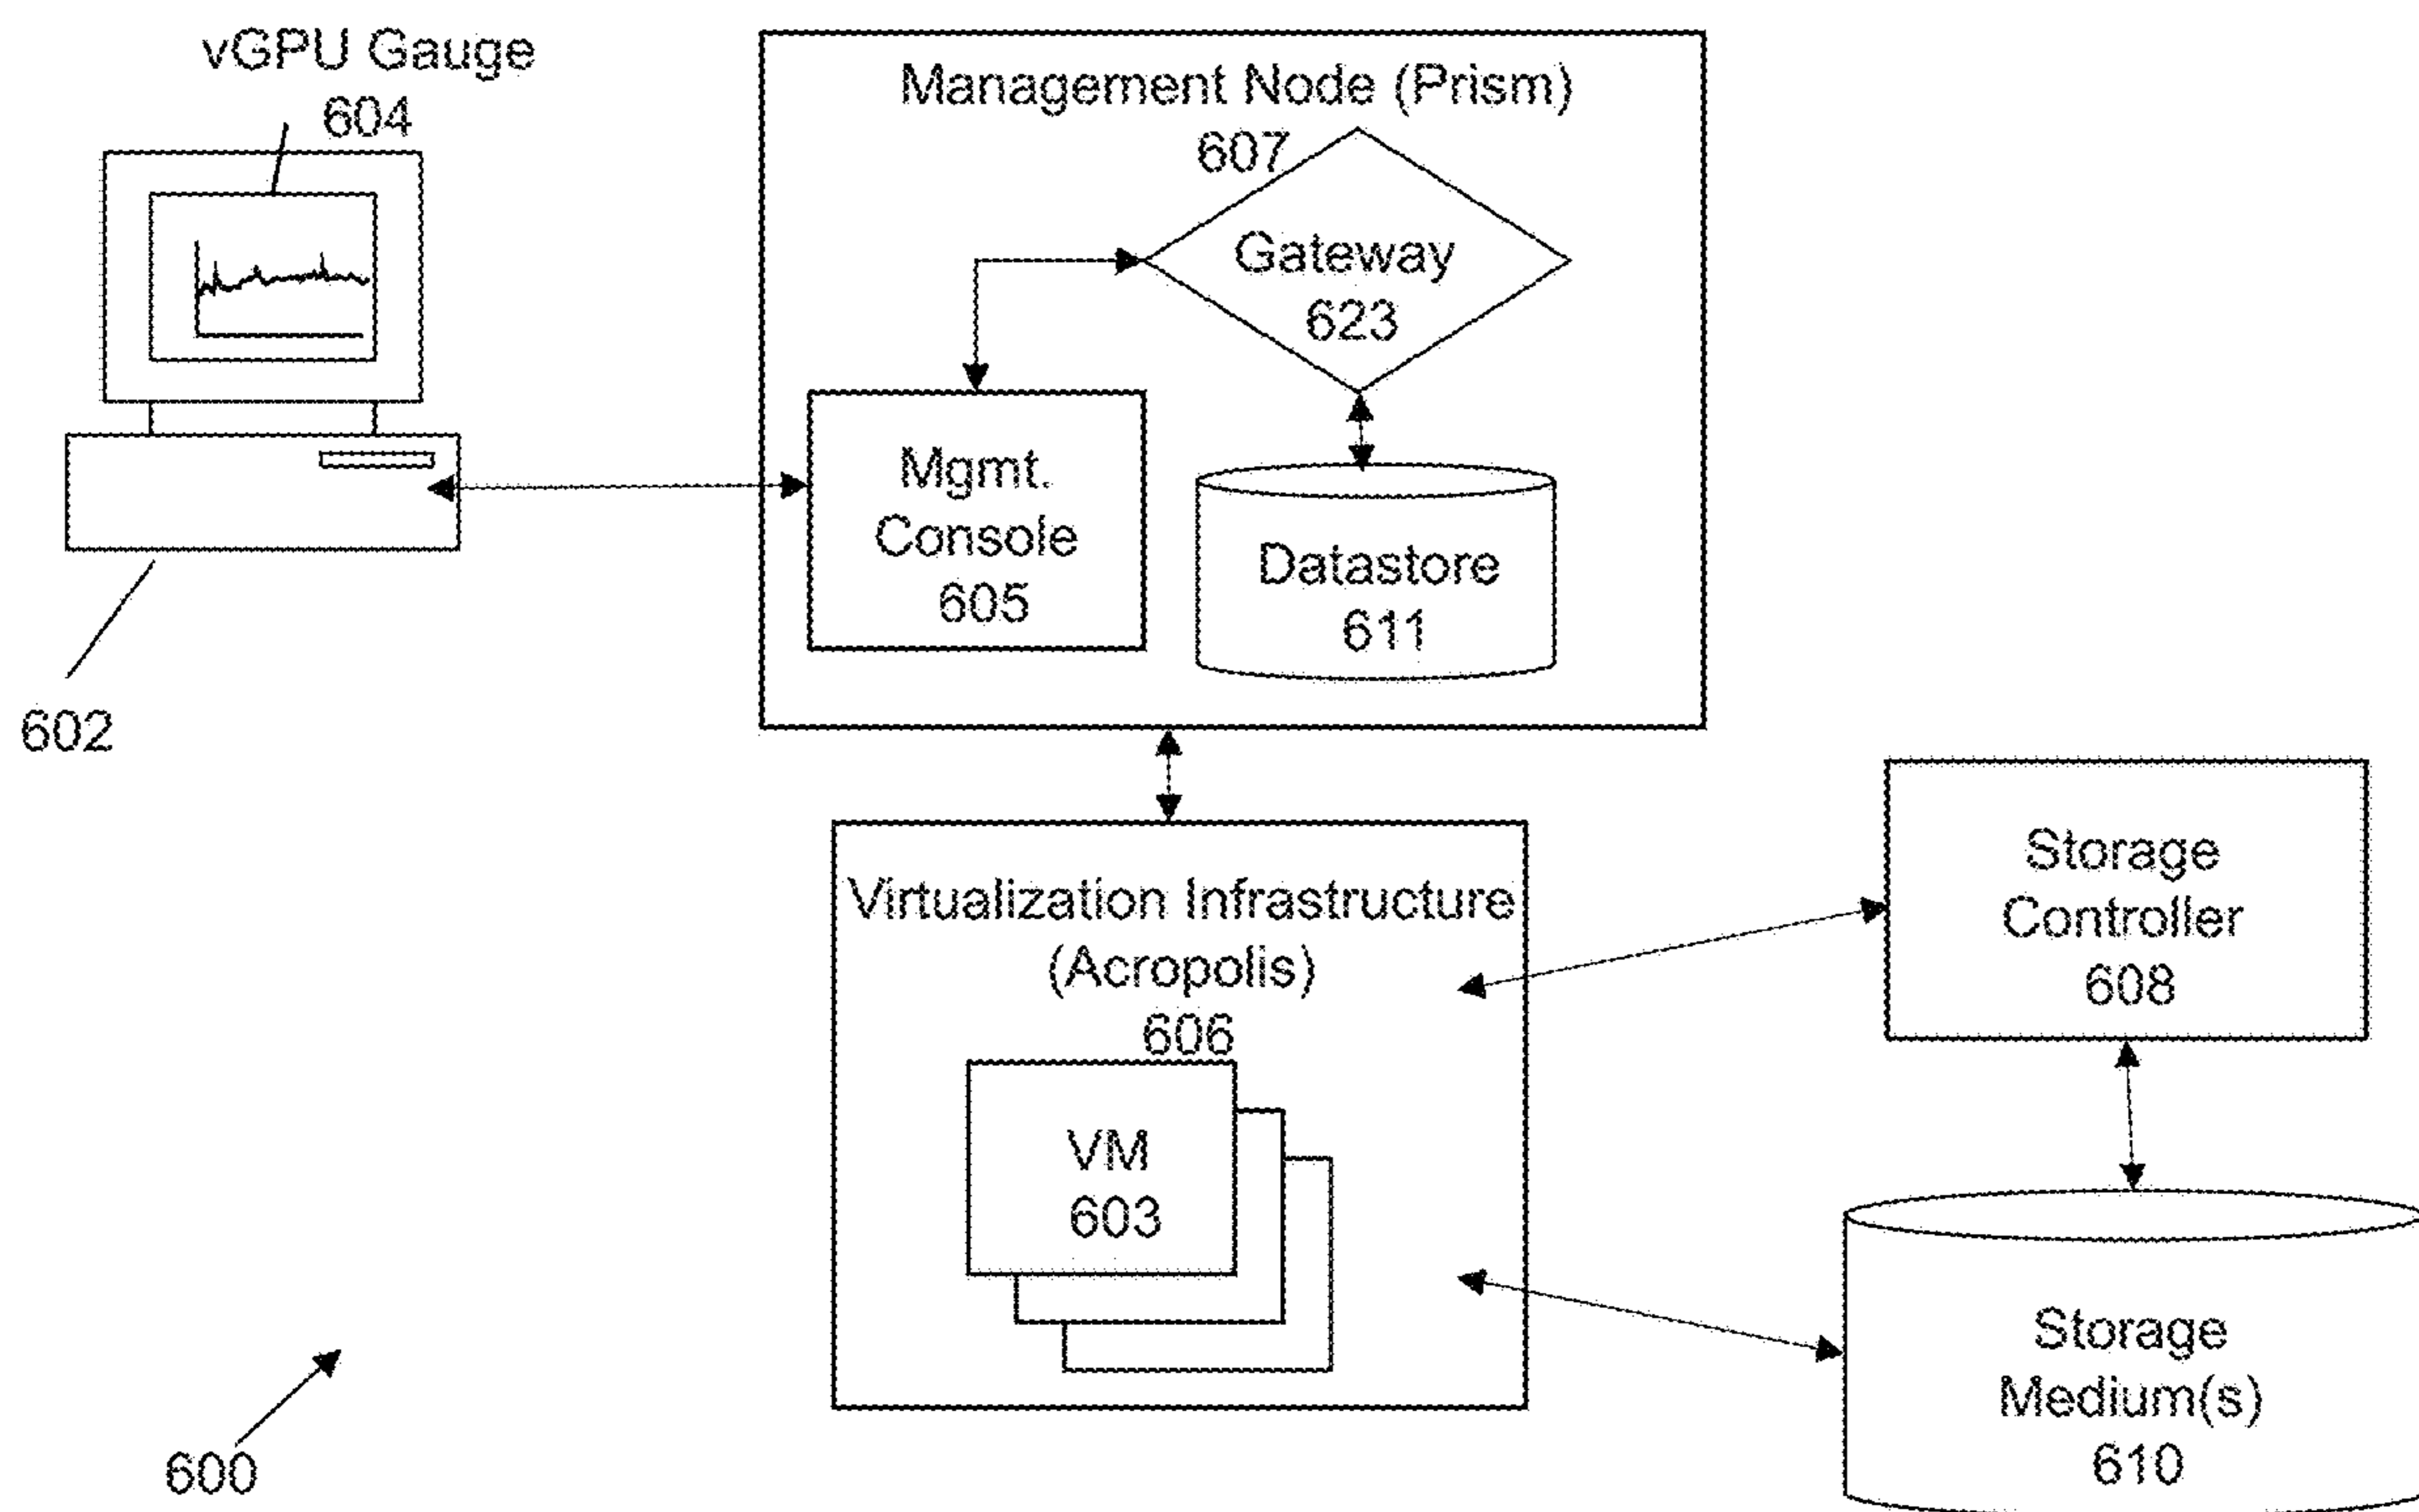 vGPU Gauge
604
602
Management Node (Prism)
607
Gateway
623
Mgmt.
Console
605
Datastore
611
Virtualization Infrastructure
(Acropolis)
606
VM
603
Storage
Controller
608
Storage
Medium(s)
610
600